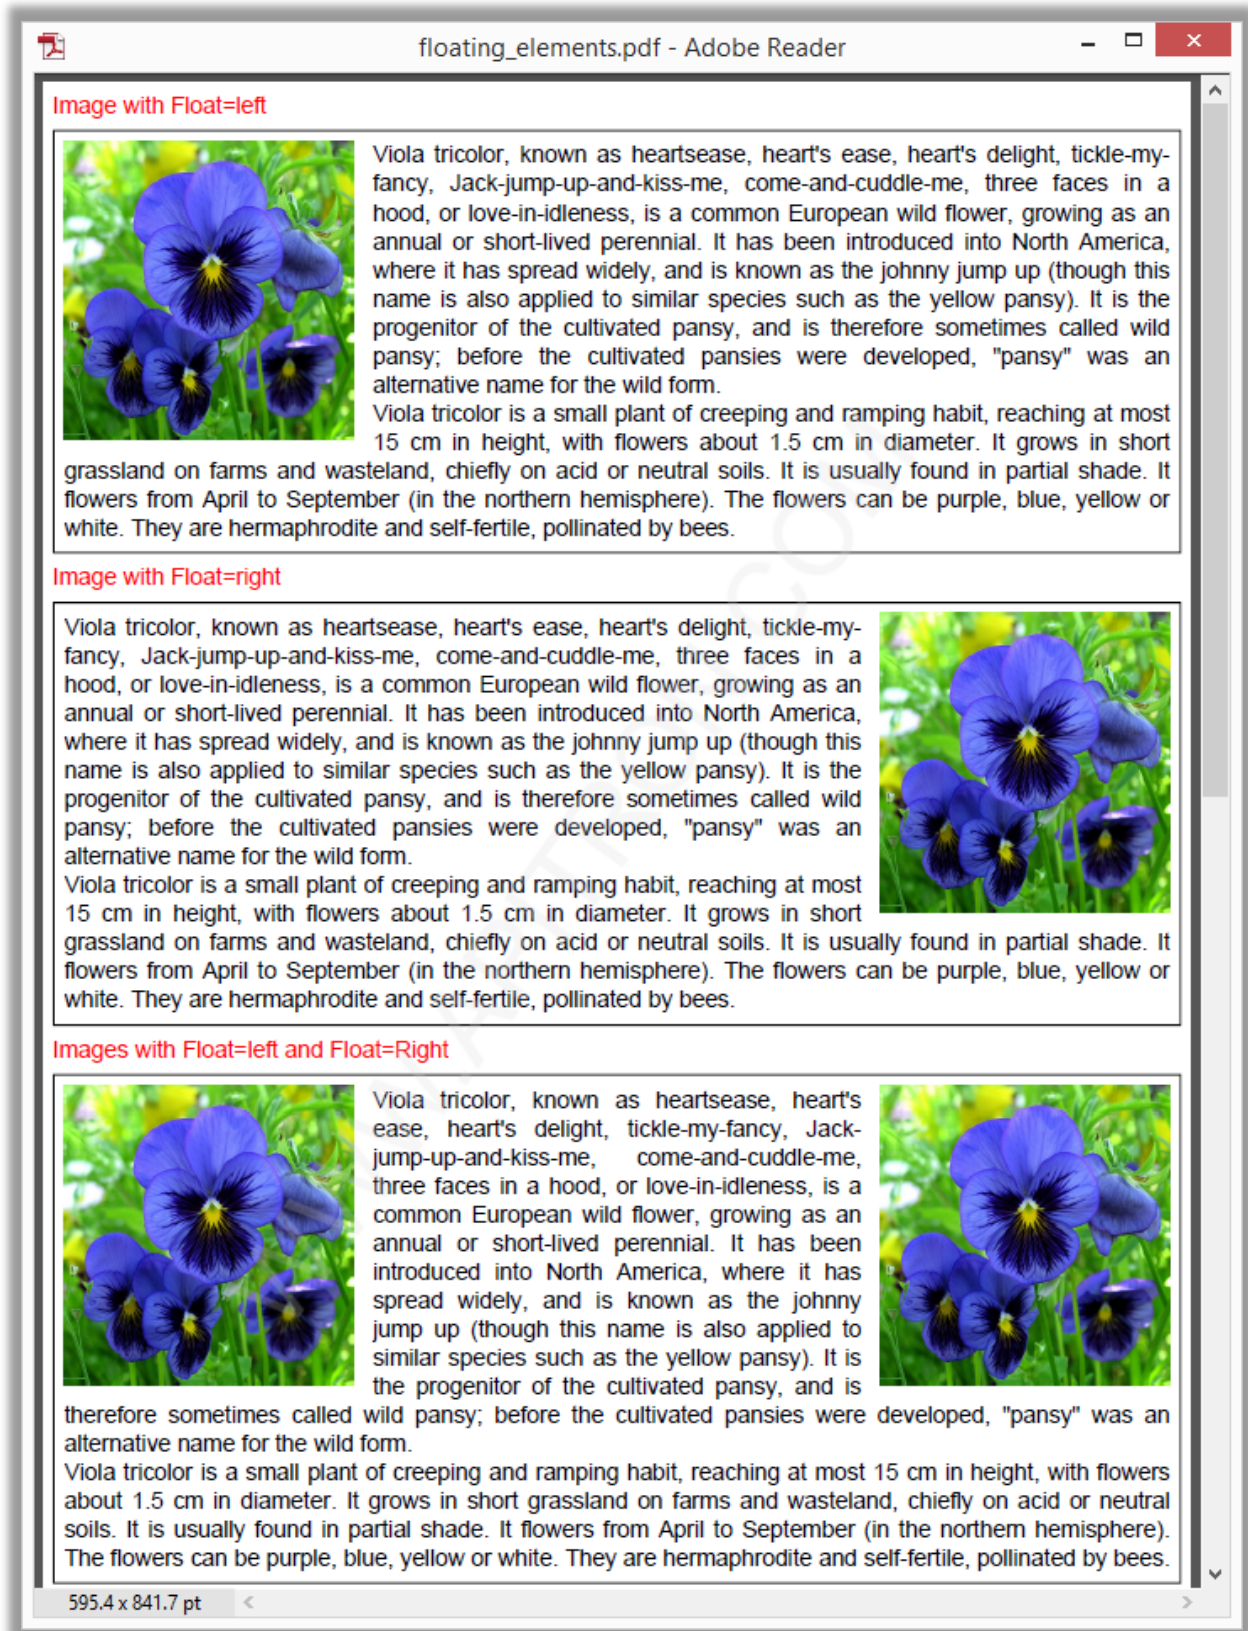 floating_elements.pdf - Adobe Reader
Image with Float=left
Viola tricolor, known as heartsease, heart's ease, heart's delight, tickle-my-
fancy, Jack-jump-up-and-kiss-me, come-and-cuddle-me, three faces in a
hood, or love-in-idleness, is a common European wild flower, growing as an
annual or short-lived perennial. It has been introduced into North America,
where it has spread widely, and is known as the johnny jump up (though this
name is also applied to similar species such as the yellow pansy). It is the
progenitor of the cultivated pansy, and is therefore sometimes called wild
pansy; before the cultivated pansies were developed, "pansy" was an
alternative name for the wild form.
Viola tricolor is a small plant of creeping and ramping habit, reaching at most
15 cm in height, with flowers about 1.5 cm in diameter. It grows in short
grassland on farms and wasteland, chiefly on acid or neutral soils. It is usually found in partial shade. It
flowers from April to September (in the northern hemisphere). The flowers can be purple, blue, yellow or
white. They are hermaphrodite and self-fertile, pollinated by bees.
Image with Float=right
Viola tricolor, known as heartsease, heart's ease, heart's delight, tickle-my-
fancy, Jack-jump-up-and-kiss-me, come-and-cuddle-me, three faces in a
hood, or love-in-idleness, is a common European wild flower, growing as an
annual or short-lived perennial. It has been introduced into North America,
where it has spread widely, and is known as the johnny jump up (though this
name is also applied to similar species such as the yellow pansy). It is the
progenitor of the cultivated pansy, and is therefore sometimes called wild
pansy; before the cultivated pansies were developed, "pansy" was an
alternative name for the wild form.
Viola tricolor is a small plant of creeping and ramping habit, reaching at most
15 cm in height, with flowers about 1.5 cm in diameter. It grows in short
grassland on farms and wasteland, chiefly on acid or neutral soils. It is usually found in partial shade. It
flowers from April to September (in the northern hemisphere). The flowers can be purple, blue, yellow or
white. They are hermaphrodite and self-fertile, pollinated by bees.
Images with Float=left and Float=Right
Viola tricolor, known as heartsease, heart's
ease, heart's delight, tickle-my-fancy, Jack-
jump-up-and-kiss-me, come-and-cuddle-me,
three faces in a hood, or love-in-idleness, is a
common European wild flower, growing as an
annual or short-lived perennial. It has been
introduced into North America, where it has
spread widely, and is known as the johnny
jump up (though this name is also applied to
similar species such as the yellow pansy). It is
the progenitor of the cultivated pansy, and is
therefore sometimes called wild pansy; before the cultivated pansies were developed, "pansy" was an
alternative name for the wild form.
Viola tricolor is a small plant of creeping and ramping habit, reaching at most 15 cm in height, with flowers
about 1.5 cm in diameter. It grows in short grassland on farms and wasteland, chiefly on acid or neutral
soils. It is usually found in partial shade. It flowers from April to September (in the northern hemisphere).
The flowers can be purple, blue, yellow or white. They are hermaphrodite and self-fertile, pollinated by bees.
595.4 x 841.7 pt